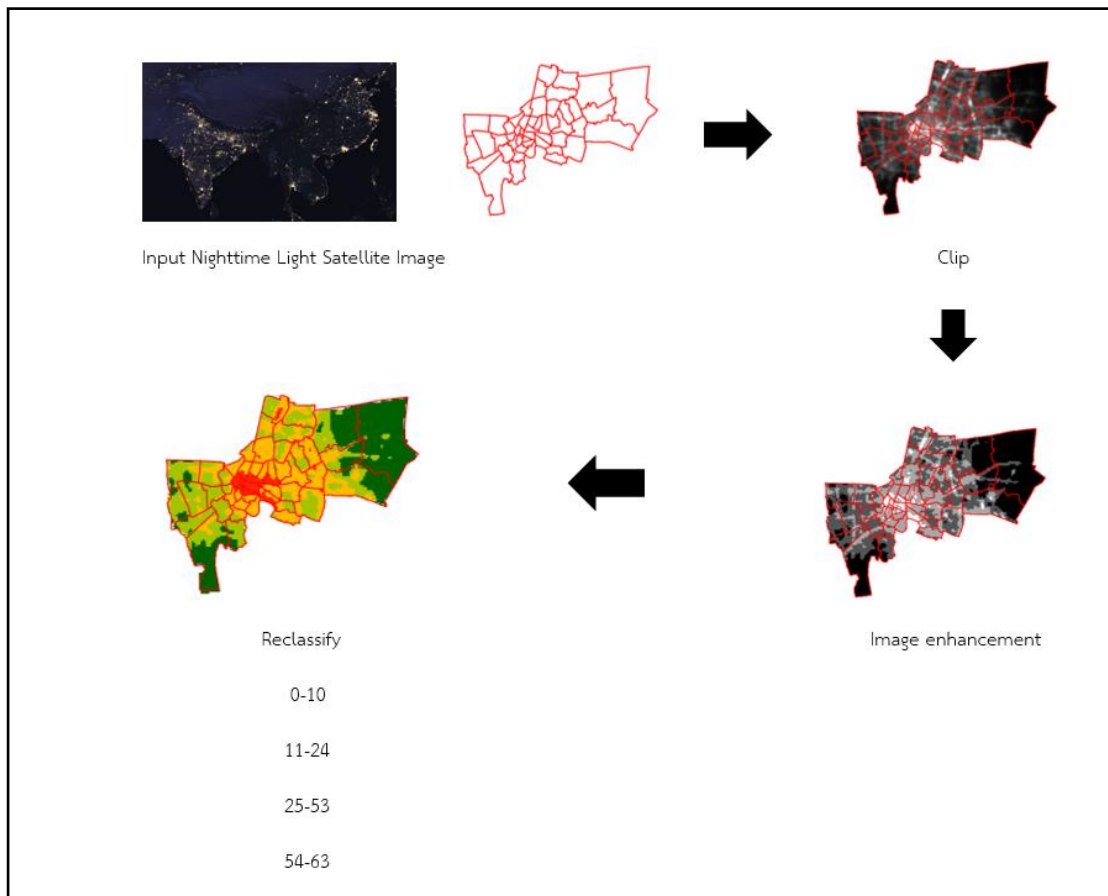 Input Nighttime Light Satellite Image
Clip
Reclassify
Image enhancement
0-10
11-24
25-53
54-63